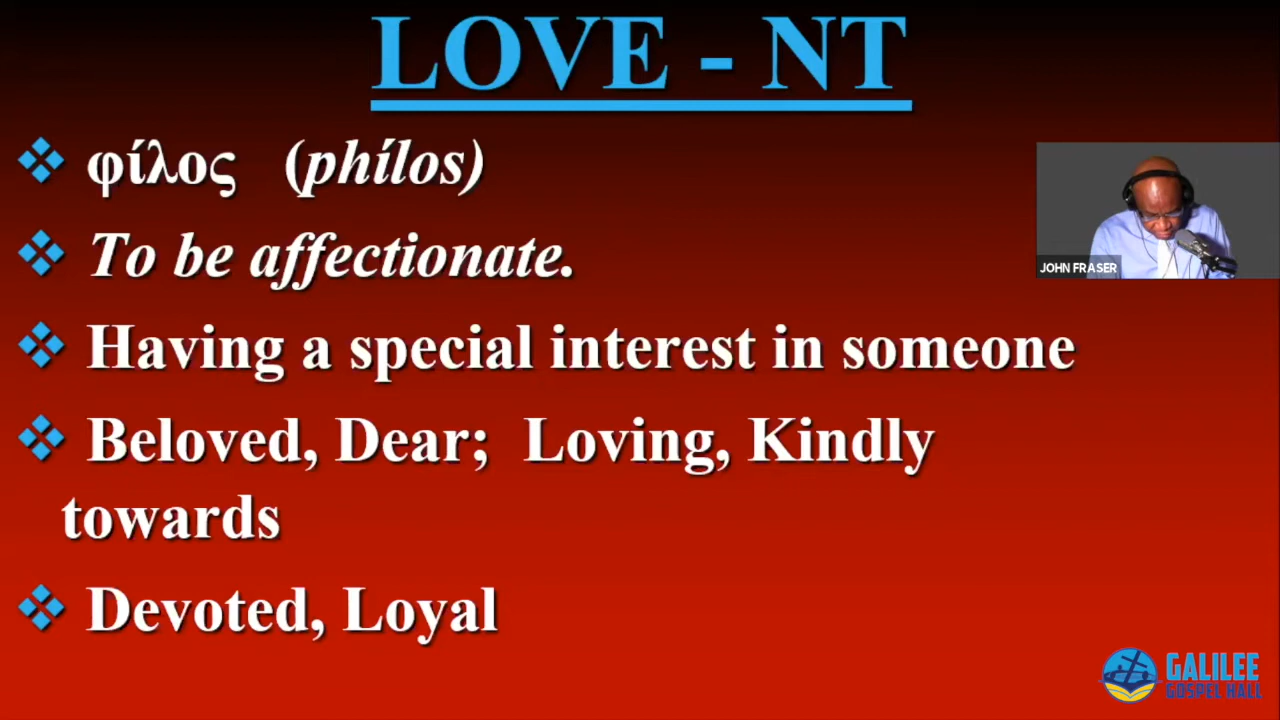 LOVE - NT
❖ φίλος (phílos)
❖ To be affectionate.
❖ Having a special interest in someone
❖ Beloved, Dear; Loving, Kindly
towards
❖ Devoted, Loyal
JOHN FRASER
GALILEE
GOSPEL HALL